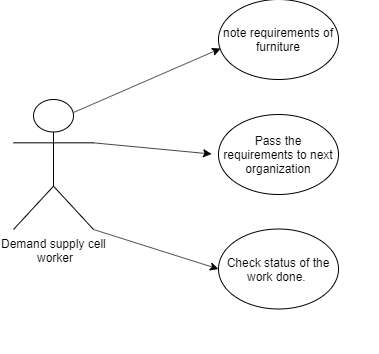 note requirements of
furniture
Pass the
requirements to next
organization
Demand supply cell
worker
Check status of the
work done.